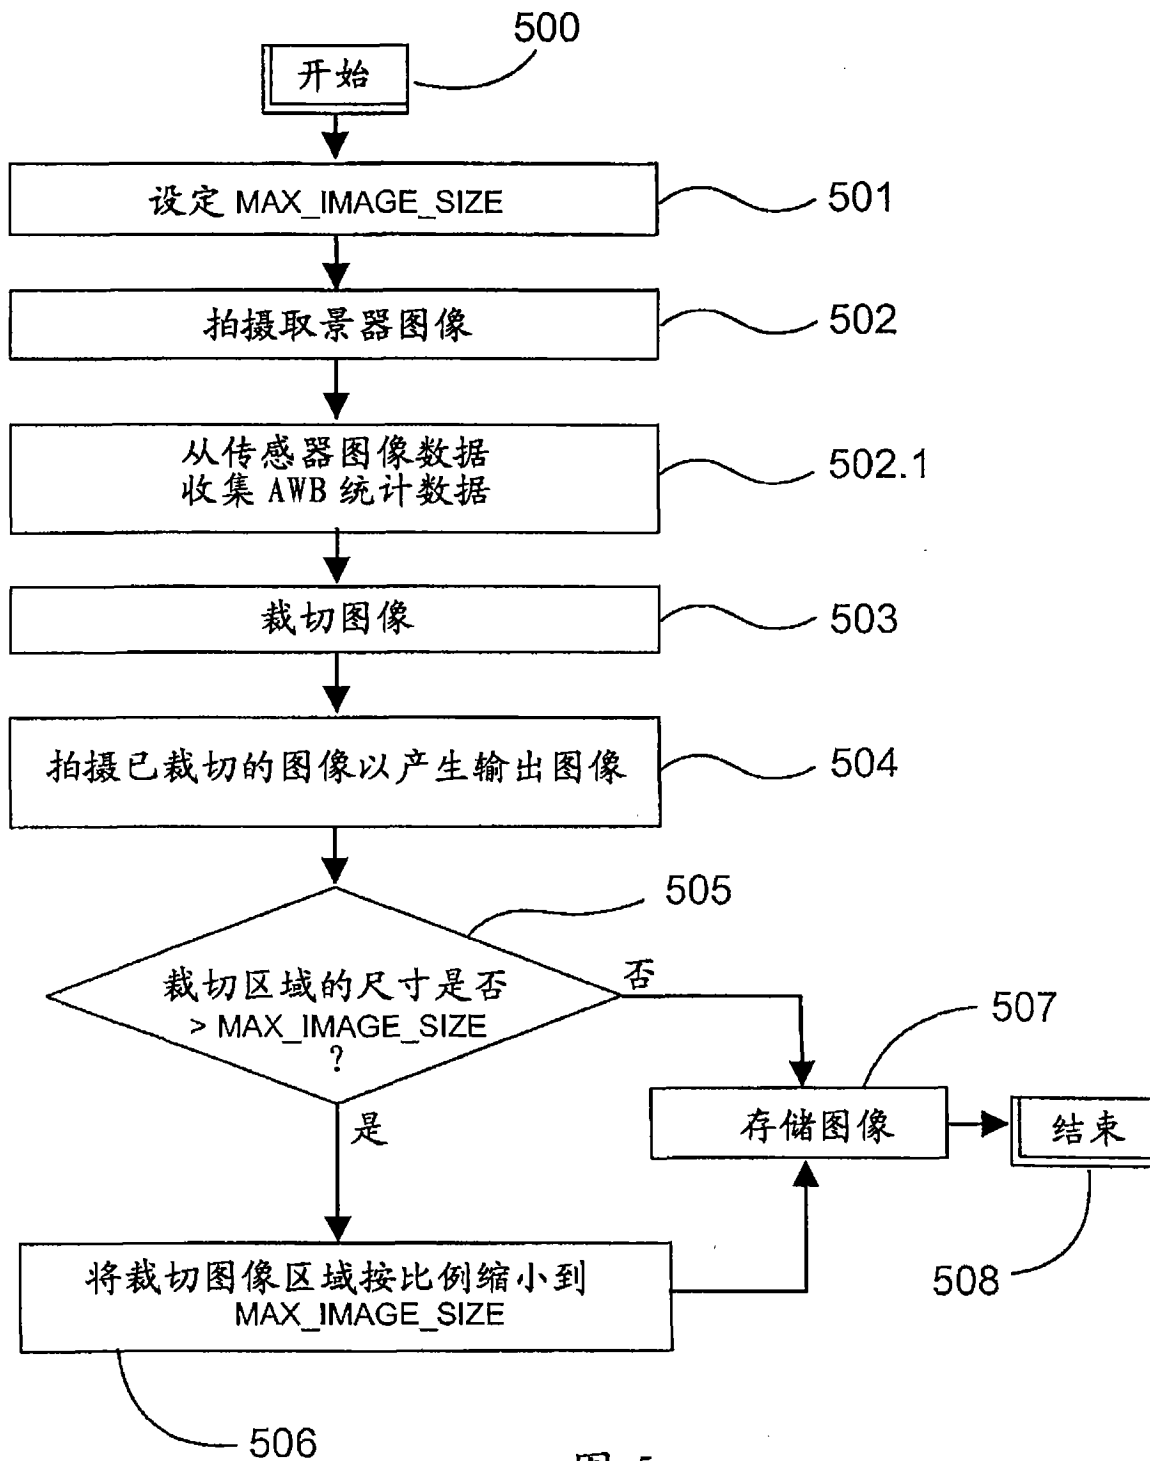 500
开始
设定 MAX_IMAGE_SIZE
501
拍摄取景器图像
502
从传感器图像数据
收集 AWB 统计数据
502.1
裁切图像
503
拍摄已裁切的图像以产生输出图像
504
505
裁切区域的尺寸是否
> MAX_IMAGE_SIZE
?
否
是
507
存储图像
结束
508
将裁切图像区域按比例缩小到
MAX_IMAGE_SIZE
506
图 5